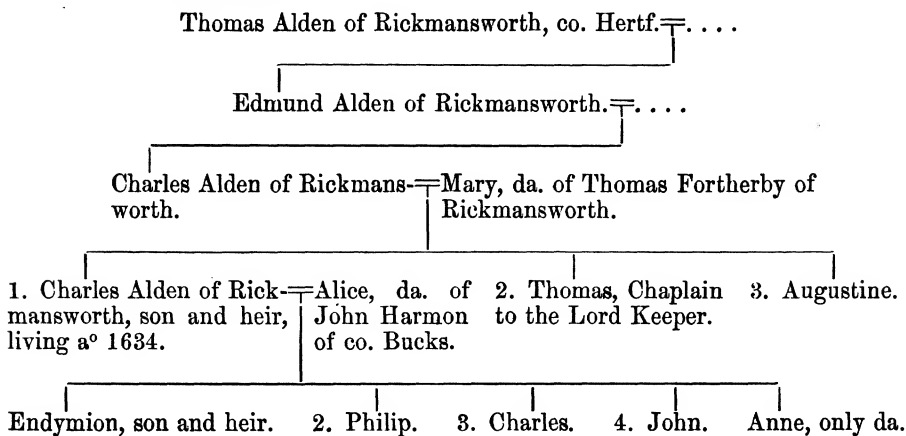 Thomas Alden of Rickmansworth, co. Hertf.=....
Edmund Alden of Rickmansworth.=....
Charles Alden of Rickmans-=Mary, da. of Thomas Fortherby of
worth. Rickmansworth.
1. Charles Alden of Rick-=Alice, da. of 2. Thomas, Chaplain 3. Augustine.
mansworth, son and heir, John Harmon to the Lord Keeper.
living aº 1634. of co. Bucks.
Endymion, son and heir. 2. Philip. 3. Charles. 4. John. Anne, only da.